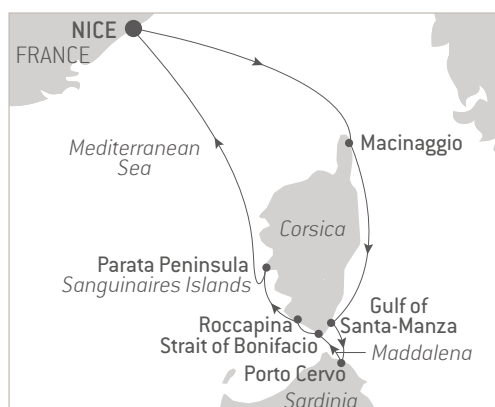 NICE
FRANCE
Mediterranean
Sea
Macinaggio
Corsica
Parata Peninsula
Sanguinaires Islands
Gulf of
Santa-Manza
Roccapina
Strait of Bonifacio
Maddalena
Porto Cervo
Sardinia